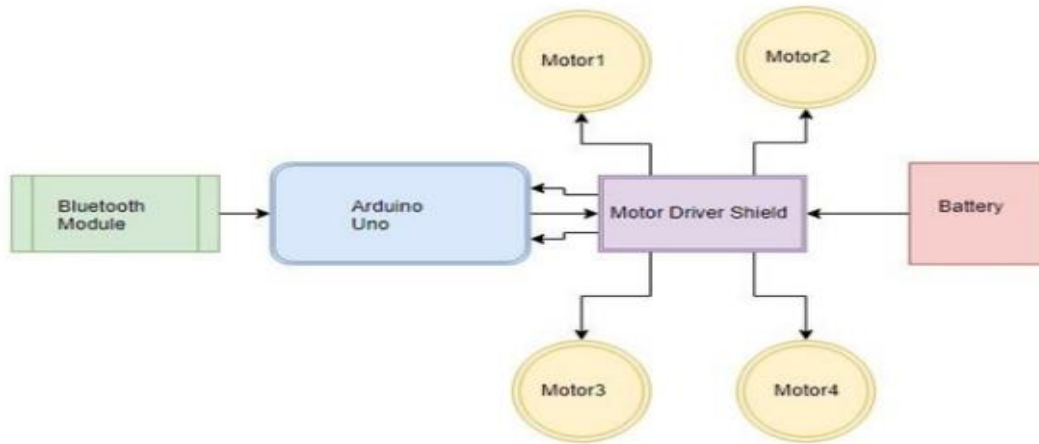 Motor1
Motor2
Bluetooth
Module
Arduino
Uno
Motor Driver Shield
Battery
Motor3
Motor4